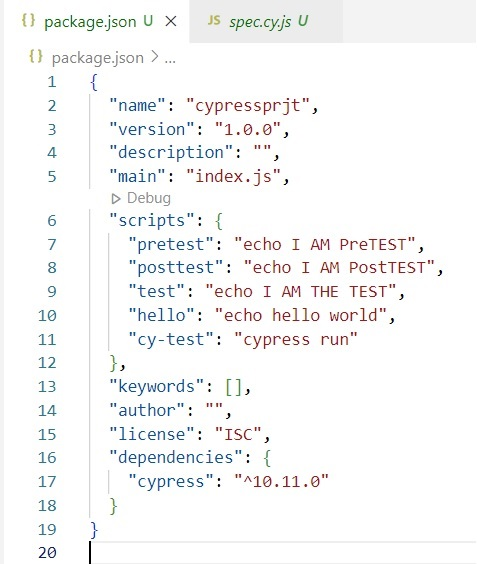 {} package.json U × JS spec.cy.js U
{} package.json > ...
1 {
2 "name": "cypressprjt",
3 "version": "1.0.0",
4 "description": "",
5 "main": "index.js",
Debug
6 "scripts": {
7 "pretest": "echo I AM PreTEST",
8 "posttest": "echo I AM PostTEST",
9 "test": "echo I AM THE TEST",
10 "hello": "echo hello world",
11 "cy-test": "cypress run"
12 },
13 "keywords": [],
14 "author": "",
15 "license": "ISC",
16 "dependencies": {
17 "cypress": "^10.11.0"
18 }
19 }
20